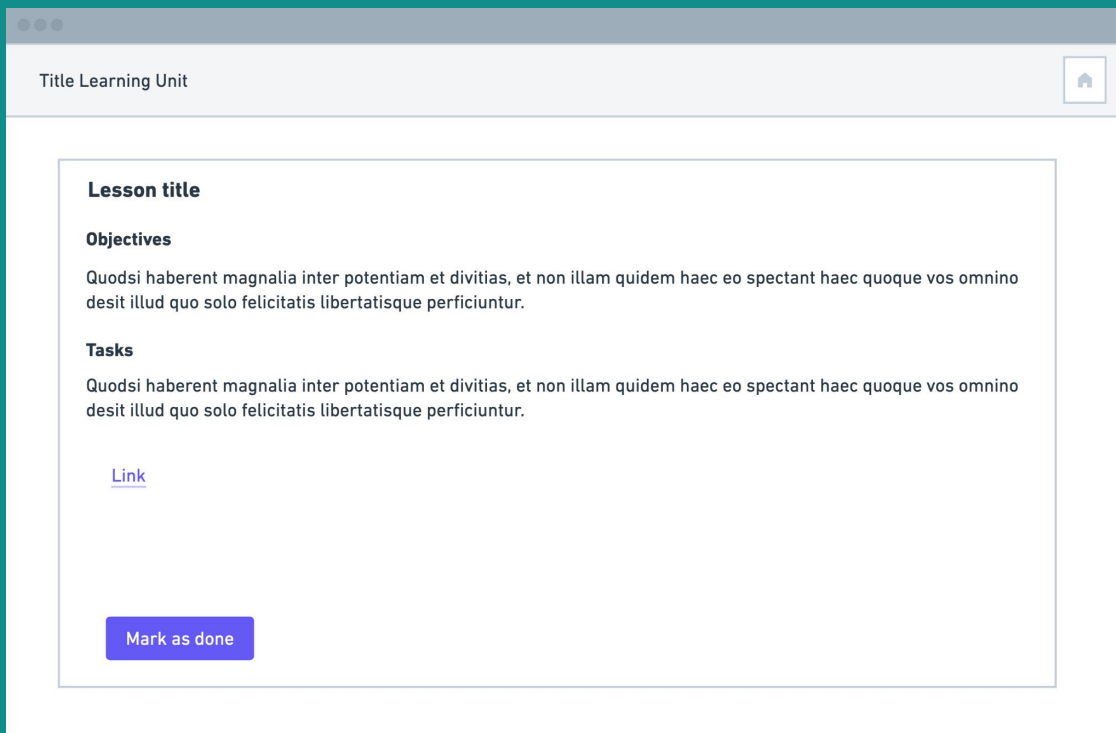 Title Learning Unit
Lesson title
Objectives
Quodsi haberent magnalia inter potentiam et divitias, et non illam quidem haec eo spectant haec quoque vos omnino
desit illud quo solo felicitatis libertatisque perficiuntur.
Tasks
Quodsi haberent magnalia inter potentiam et divitias, et non illam quidem haec eo spectant haec quoque vos omnino
desit illud quo solo felicitatis libertatisque perficiuntur.
Link
Mark as done